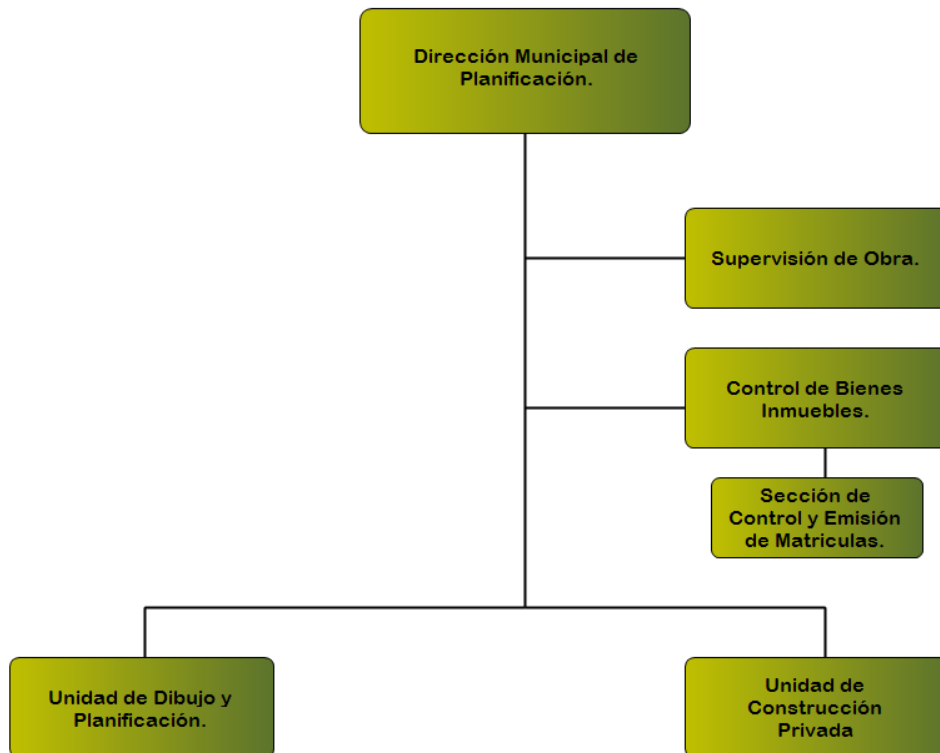 Dirección Municipal de
Planificación.
Supervisión de Obra.
Control de Bienes
Inmuebles.
Sección de
Control y Emisión
de Matriculas.
Unidad de Dibujo y
Planificación.
Unidad de
Construcción
Privada